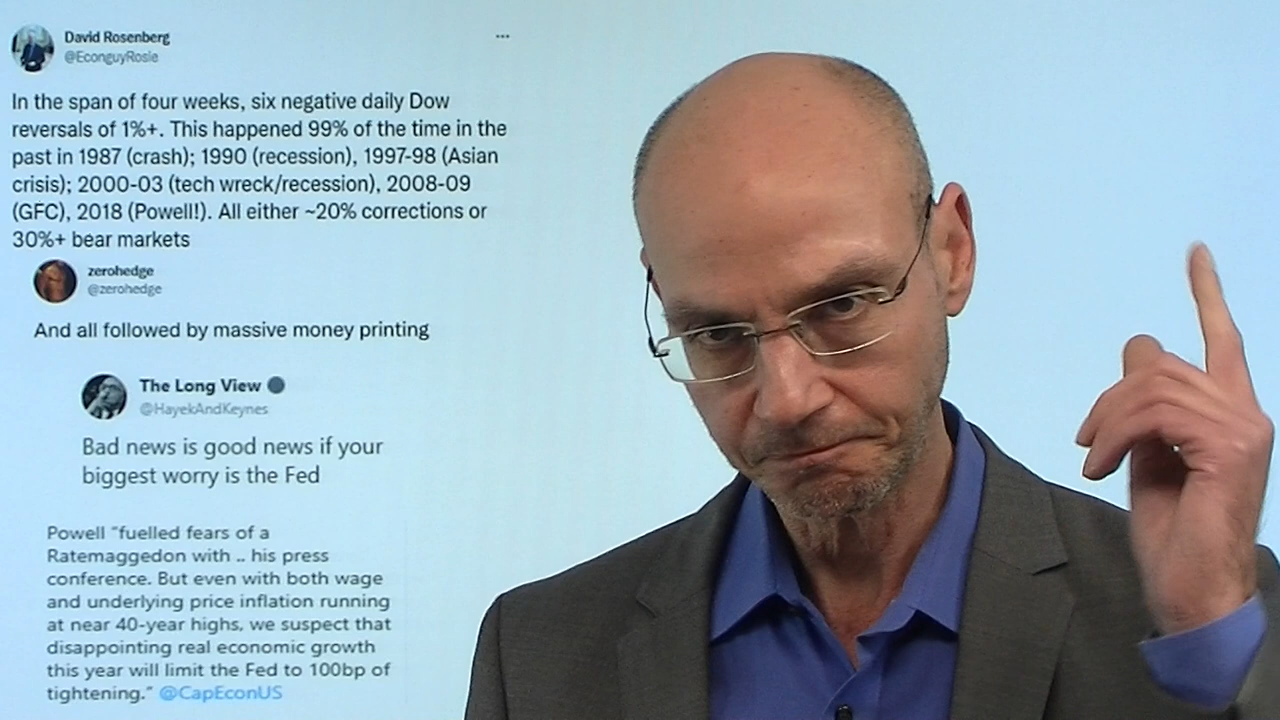 David Rosenberg
@EconguyRosie
In the span of four weeks, six negative daily Dow
reversals of 1%+. This happened 99% of the time in the
past in 1987 (crash); 1990 (recession), 1997-98 (Asian
crisis); 2000-03 (tech wreck/recession), 2008-09
(GFC), 2018 (Powell!). All either ~20% corrections or
30%+ bear markets
zerohedge
@zerohedge
And all followed by massive money printing
The Long View
@HayekAndKeynes
Bad news is good news if your
biggest worry is the Fed
Powell “fuelled fears of a
Ratemaggedon with .. his press
conference. But even with both wage
and underlying price inflation running
at near 40-year highs, we suspect that
disappointing real economic growth
this year will limit the Fed to 100bp of
tightening.” @CapEconUS